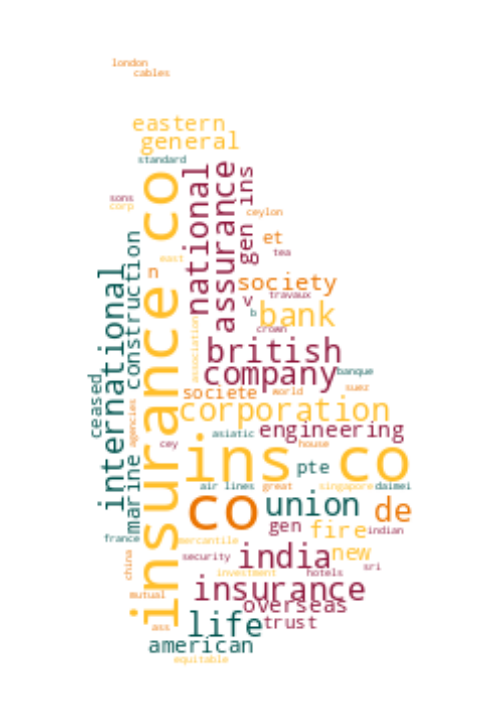 london
cables
eastern
general
standard
insurance co
national
assurance
gen ins
sons
corp
ceylon
et
tea
n
east
society
travaux
v
b
bank
crown
international
construction
association
british
company
banque
suez
ceased
agencies
societe
world
corporation
asiatic
engineering
cey
house
ins co
pte
marine
air lines
great
singapore
daimei
co
union
de
gen
fire
indian
france
mercantile
security
india
new
sri
china
investment
hotels
insurance
mutual
overseas
life
trust
ass
american
equitable